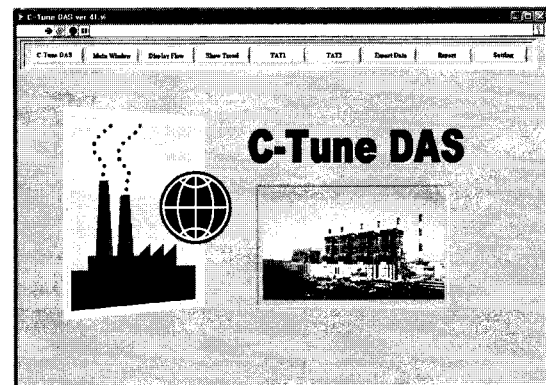 C-Tune DAS ver 41.vi
C-Tune DAS Main Window Display Flow Show Trend TAT1 TAT2 Export Data Report Setting
C-Tune DAS